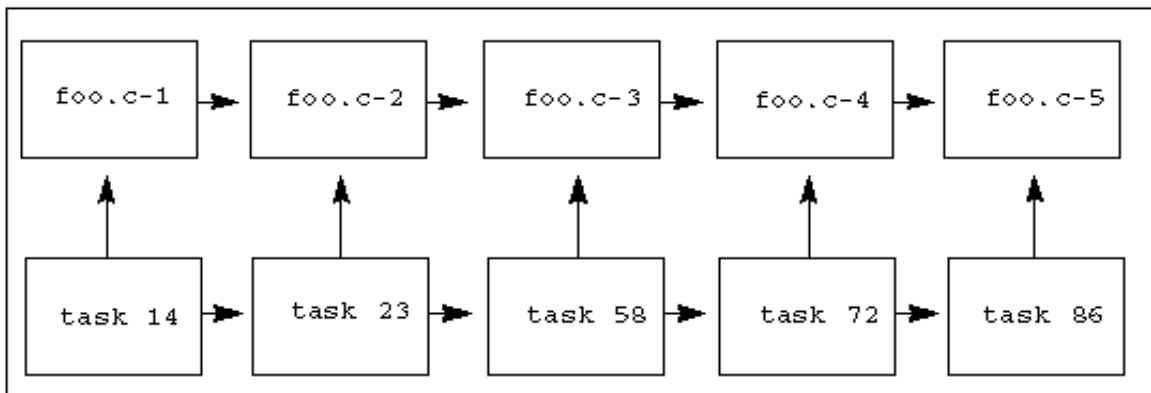 foo.c-1
foo.c-2
foo.c-3
foo.c-4
foo.c-5
task 14
task 23
task 58
task 72
task 86